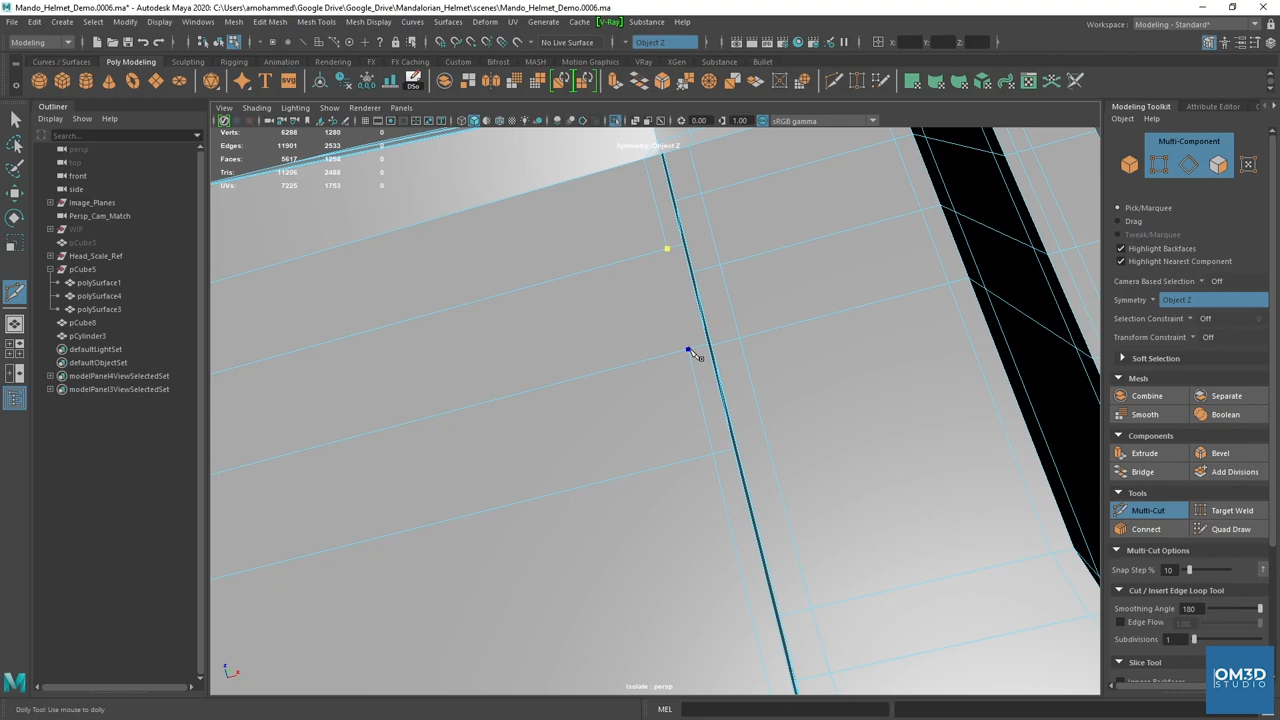 Mando_Helmet_Demo.0006.ma* - Autodesk Maya 2020: C:\Users\amohammed\Google Drive\Google_Drive\Mandalorian_Helmet\scenes\Mando_Helmet_Demo.0006.ma
File Edit Create Select Modify Display Windows Mesh Edit Mesh Mesh Tools Mesh Display Curves Surfaces Deform UV Generate Cache [V-Ray] Substance Help
Workspace : Modeling - Standard*
Modeling No Live Surface Object Z X: Y: Z:
Curves / Surfaces Poly Modeling Sculpting Rigging Animation Rendering FX FX Caching Custom Bifrost MASH Motion Graphics VRay XGen Substance Bullet
SVG 0,0,0 DSo
Outliner
Display Show Help
Search...
persp
top
front
side
Image_Planes
Persp_Cam_Match
WIP
pCube3
Head_Scale_Ref
pCube5
polySurface1
polySurface4
polySurface3
pCube8
pCylinder3
defaultLightSet
defaultObjectSet
modelPanel4ViewSelectedSet
modelPanel3ViewSelectedSet
View Shading Lighting Show Renderer Panels
0.00 1.00 sRGB gamma
Verts: 6288 1280 0
Edges: 11901 2533 0
Faces: 5617 1254 0
Tris: 11206 2488 0
UVs: 7225 1753 0
Symmetry: Object Z
Isolate : persp
z x
Modeling Toolkit Attribute Editor
Object Help
Multi-Component
Pick/Marquee
Drag
Tweak/Marquee
Highlight Backfaces
Highlight Nearest Component
Camera Based Selection Off
Symmetry Object Z
Selection Constraint Off 0
Transform Constraint Off
Soft Selection
Mesh
Combine Separate
Smooth Boolean
Components
Extrude Bevel
Bridge Add Divisions
Tools
Multi-Cut Target Weld
Connect Quad Draw
Multi-Cut Options
Snap Step % 10 ?
Cut / Insert Edge Loop Tool
Smoothing Angle 180
Edge Flow 1.00
Subdivisions 1
Slice Tool
OM3D
STUDIO
Dolly Tool: Use mouse to dolly
MEL